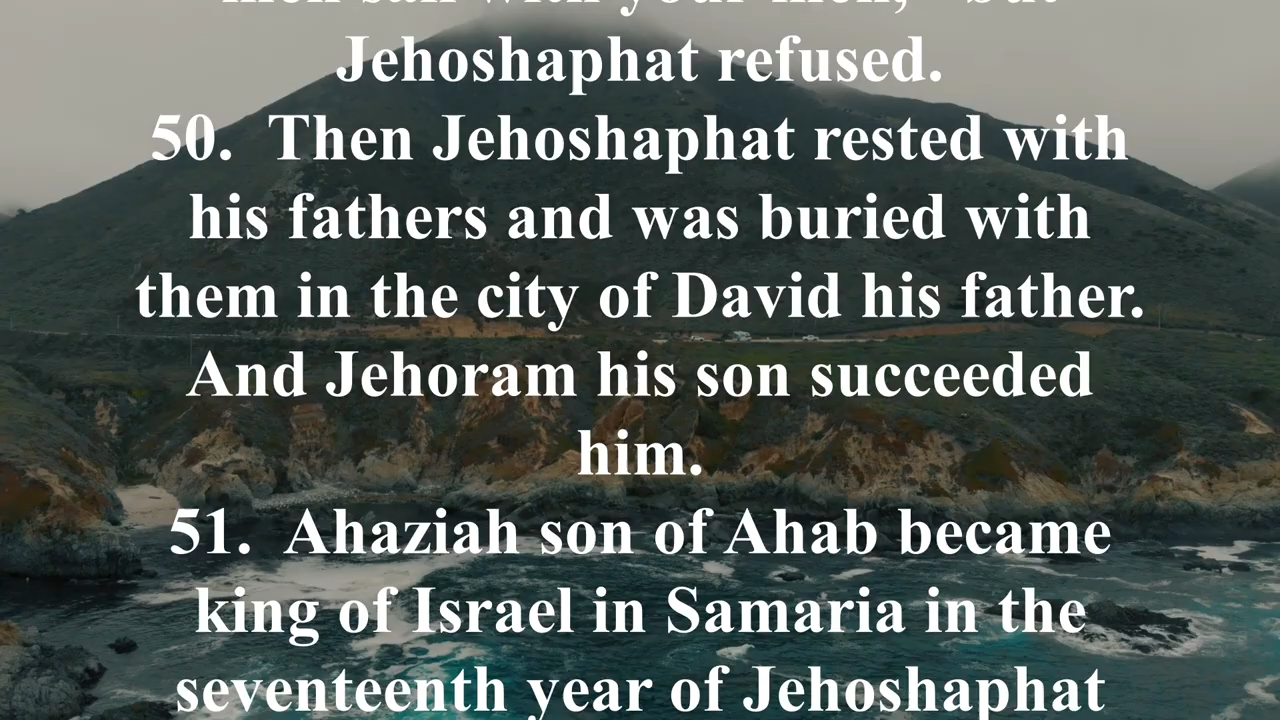 Jehoshaphat refused.
50. Then Jehoshaphat rested with
his fathers and was buried with
them in the city of David his father.
And Jehoram his son succeeded
him.
51. Ahaziah son of Ahab became
king of Israel in Samaria in the
seventeenth year of Jehoshaphat